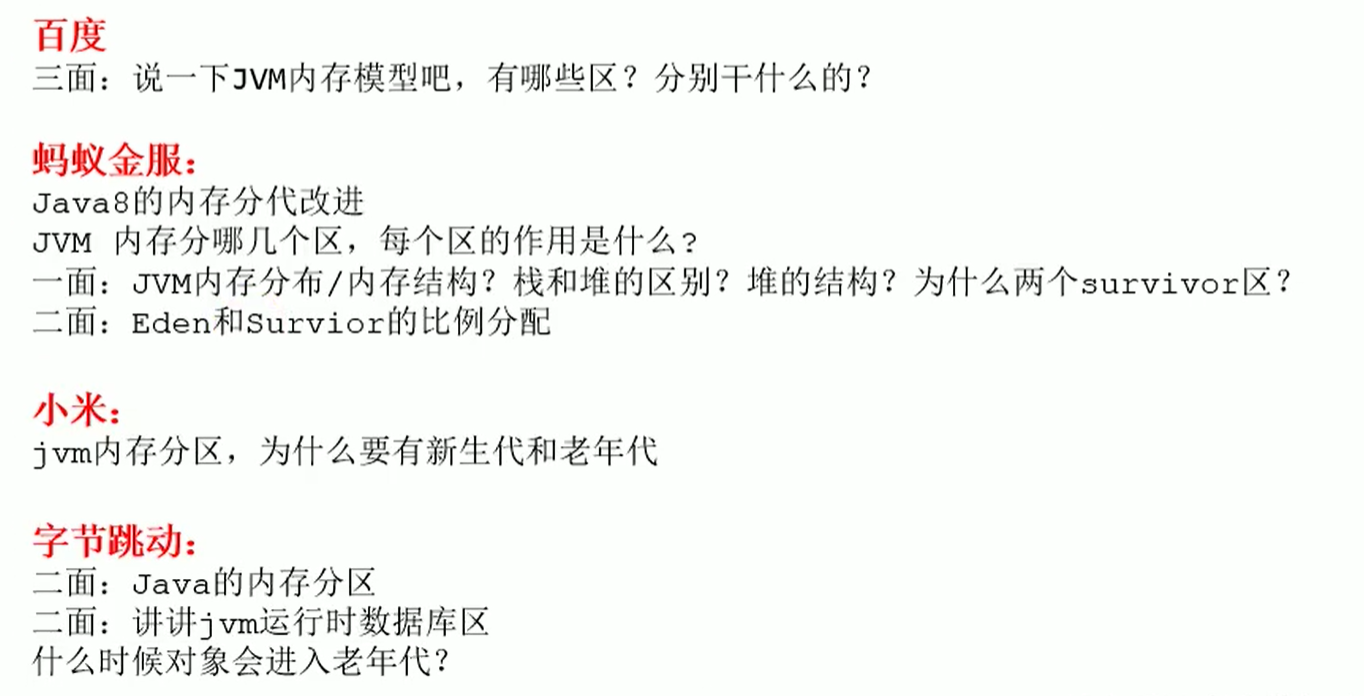 百度
三面：说一下JVM内存模型吧，有哪些区？分别干什么的？
蚂蚁金服：
Java8的内存分代改进
JVM 内存分哪几个区，每个区的作用是什么?
一面：JVM内存分布/内存结构？栈和堆的区别？堆的结构？为什么两个survivor区？
二面：Eden和Survior的比例分配
小米：
jvm内存分区，为什么要有新生代和老年代
字节跳动：
二面：Java的内存分区
二面：讲讲jvm运行时数据库区
什么时候对象会进入老年代？